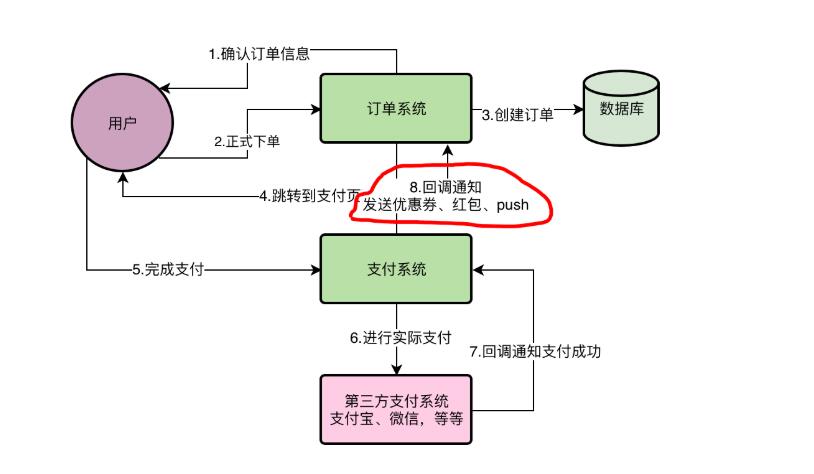 1.确认订单信息
用户
订单系统
数据库
3.创建订单
2.正式下单
8.回调通知
发送优惠券、红包、push
4.跳转到支付页
5.完成支付
支付系统
6.进行实际支付
7.回调通知支付成功
第三方支付系统
支付宝、微信，等等